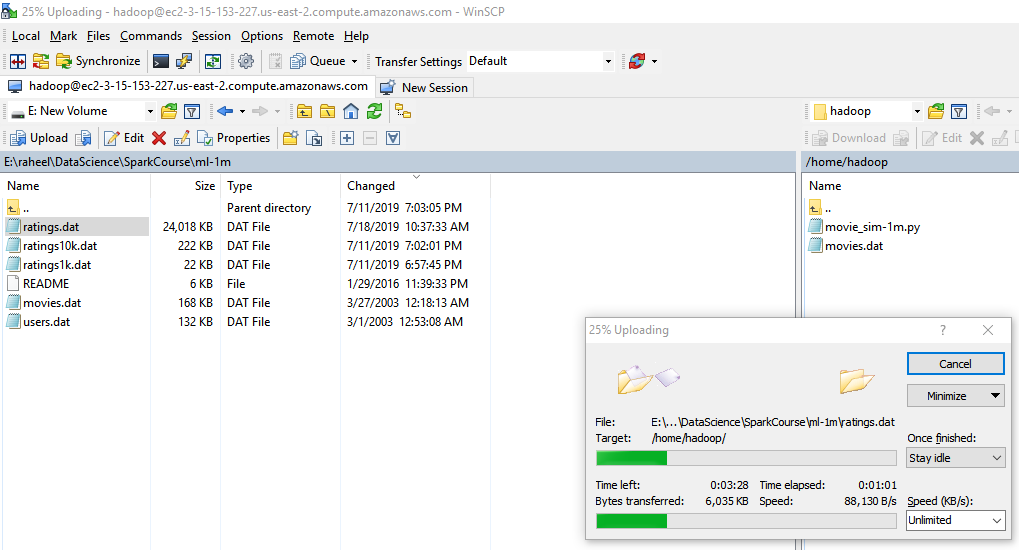 25% Uploading - hadoop@ec2-3-15-153-227.us-east-2.compute.amazonaws.com - WinSCP
Local Mark Files Commands Session Options Remote Help
Synchronize Queue Transfer Settings Default
hadoop@ec2-3-15-153-227.us-east-2.compute.amazonaws.com New Session
E: New Volume
Upload Edit Properties
E:\raheel\DataScience\SparkCourse\ml-1m
Name Size Type Changed
.. Parent directory 7/11/2019 7:03:05 PM
ratings.dat 24,018 KB DAT File 7/18/2019 10:37:33 AM
ratings10k.dat 222 KB DAT File 7/11/2019 7:02:01 PM
ratings1k.dat 22 KB DAT File 7/11/2019 6:57:45 PM
README 6 KB File 1/29/2016 11:39:33 PM
movies.dat 168 KB DAT File 3/27/2003 12:18:13 AM
users.dat 132 KB DAT File 3/1/2003 12:53:08 AM
hadoop
Download Edit
/home/hadoop
Name
..
movie_sim-1m.py
movies.dat
25% Uploading ?
Cancel
Minimize
File: E:\...\DataScience\SparkCourse\ml-1m\ratings.dat
Target: /home/hadoop/
Once finished:
Stay idle
Time left: 0:03:28 Time elapsed: 0:01:01
Bytes transferred: 6,035 KB Speed: 88,130 B/s
Speed (KB/s):
Unlimited